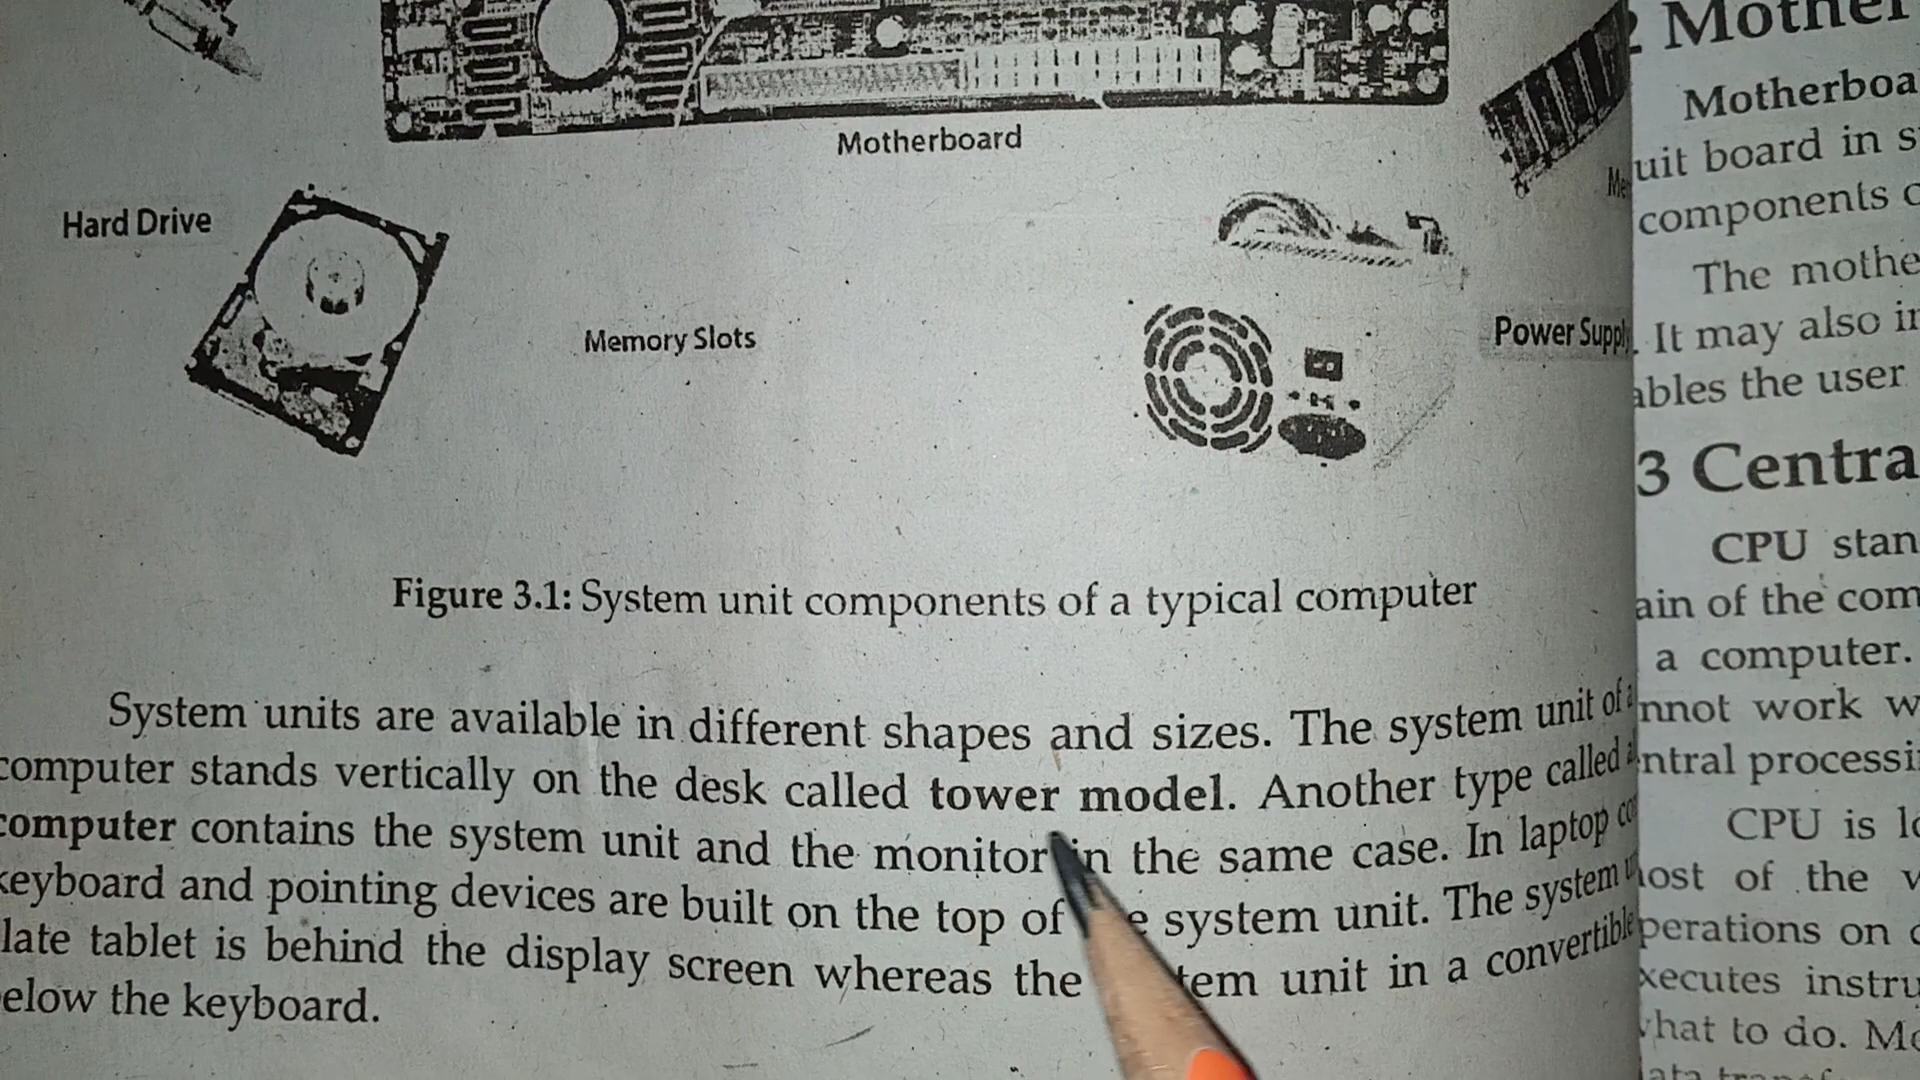 Motherboard
Hard Drive
Memory Slots
Power Supply
Figure 3.1: System unit components of a typical computer
System units are available in different shapes and sizes. The system unit of a
computer stands vertically on the desk called tower model. Another type called
computer contains the system unit and the monitor in the same case. In laptop
keyboard and pointing devices are built on the top of system unit. The system
late tablet is behind the display screen whereas the unit in a convertible
elow the keyboard.
2 Mother
Motherboa
uit board in s
components o
The mothe
. It may also in
ables the user
3 Centra
CPU stan
ain of the com
a computer.
nnot work w
ntral processi
CPU is lo
ost of the v
perations on
xecutes instru
hat to do. Mo